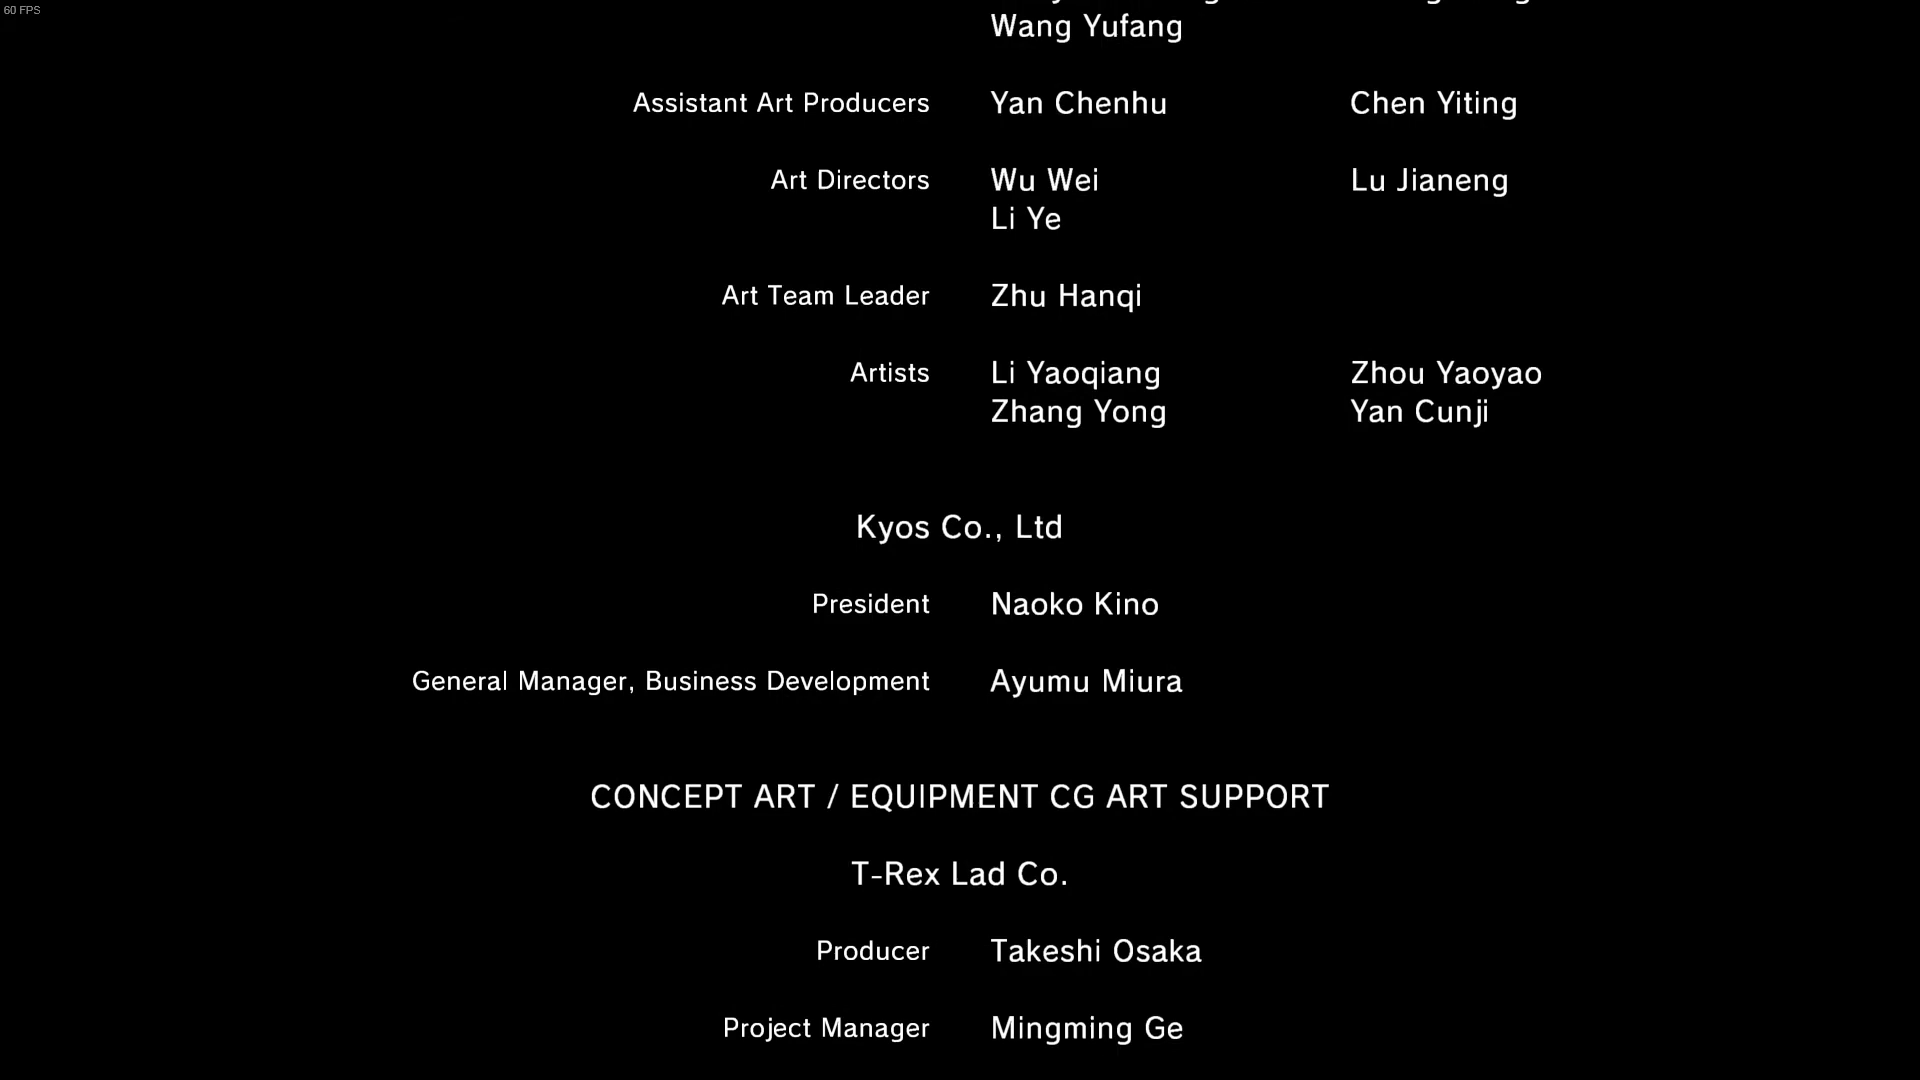 60 FPS
Wang Yufang
Assistant Art Producers Yan Chenhu Chen Yiting
Art Directors Wu Wei Lu Jianeng
Li Ye
Art Team Leader Zhu Hanqi
Artists Li Yaoqiang Zhou Yaoyao
Zhang Yong Yan Cunji
Kyos Co., Ltd
President Naoko Kino
General Manager, Business Development Ayumu Miura
CONCEPT ART / EQUIPMENT CG ART SUPPORT
T-Rex Lad Co.
Producer Takeshi Osaka
Project Manager Mingming Ge